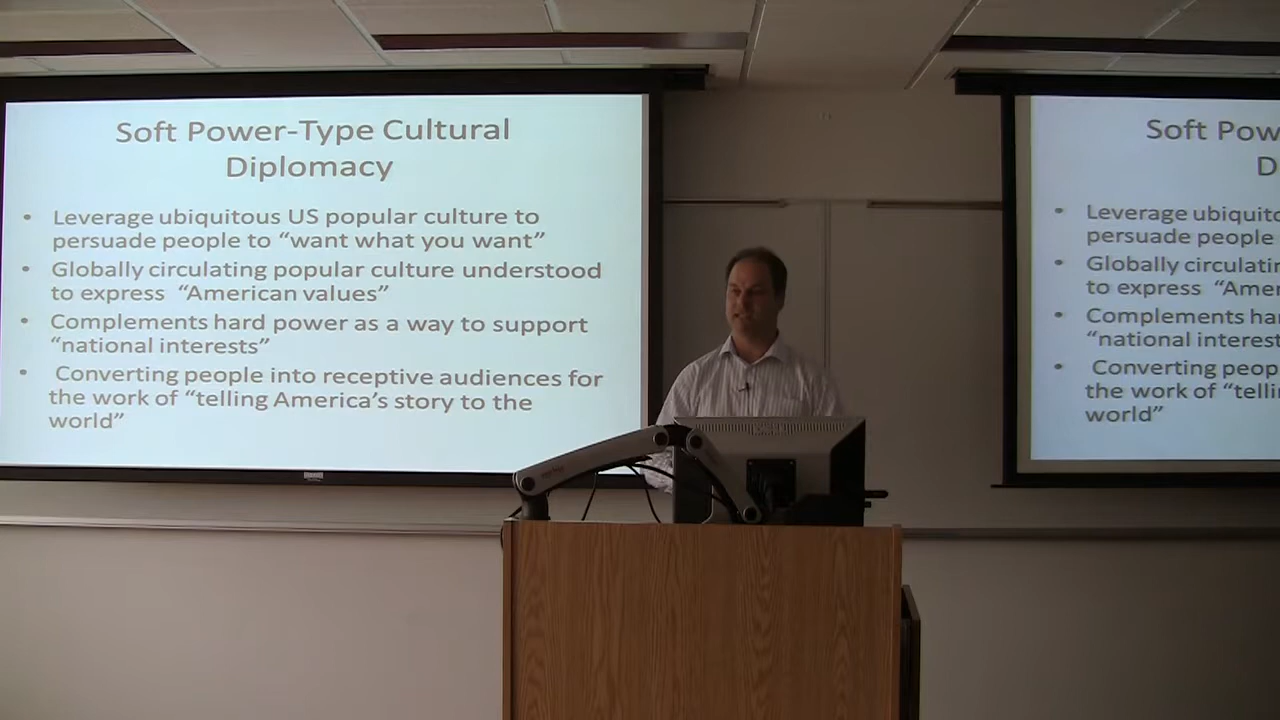 Soft Power-Type Cultural
Diplomacy
• Leverage ubiquitous US popular culture to
persuade people to “want what you want”
• Globally circulating popular culture understood
to express “American values”
• Complements hard power as a way to support
“national interests”
• Converting people into receptive audiences for
the work of “telling America’s story to the
world”
Soft Pow
D
• Leverage ubiquito
persuade people
• Globally circulatin
to express “Amer
• Complements ha
“national interest
• Converting peop
the work of “telli
world”